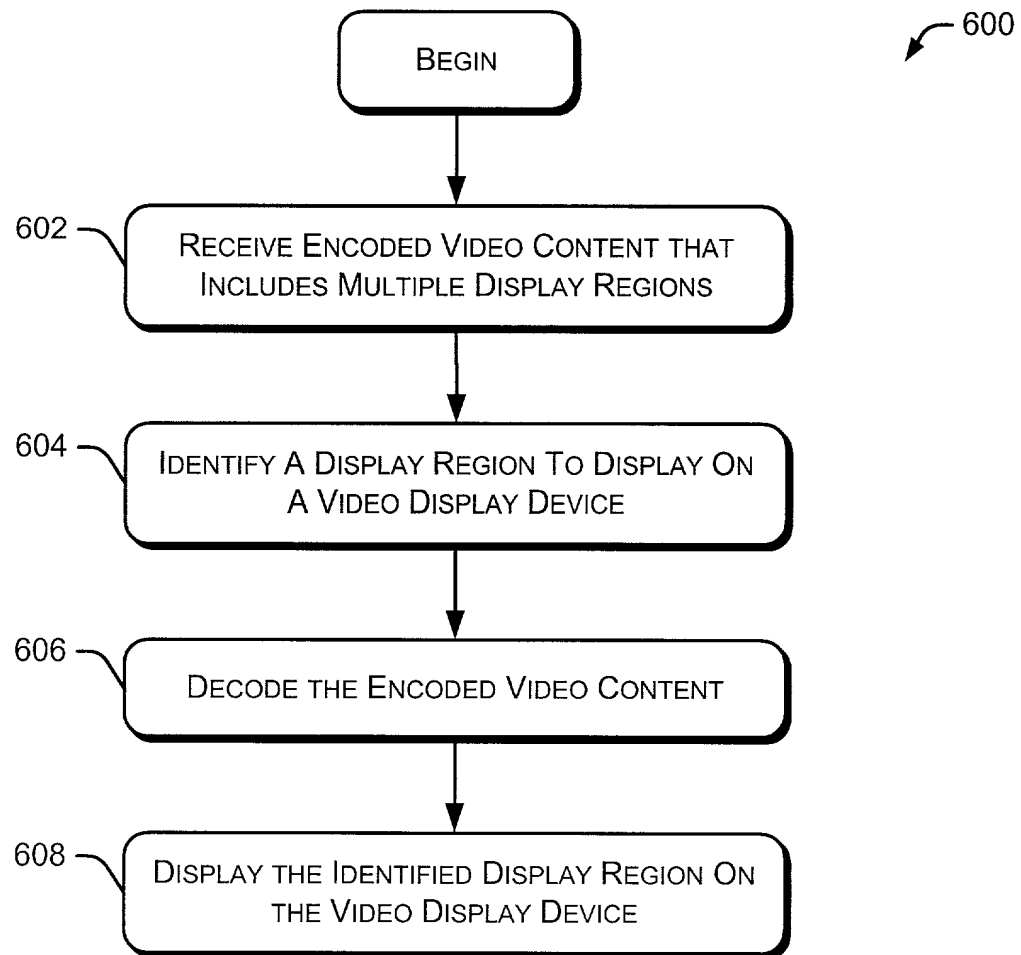 600
BEGIN
602
RECEIVE ENCODED VIDEO CONTENT THAT
INCLUDES MULTIPLE DISPLAY REGIONS
604
IDENTIFY A DISPLAY REGION TO DISPLAY ON
A VIDEO DISPLAY DEVICE
606
DECODE THE ENCODED VIDEO CONTENT
608
DISPLAY THE IDENTIFIED DISPLAY REGION ON
THE VIDEO DISPLAY DEVICE